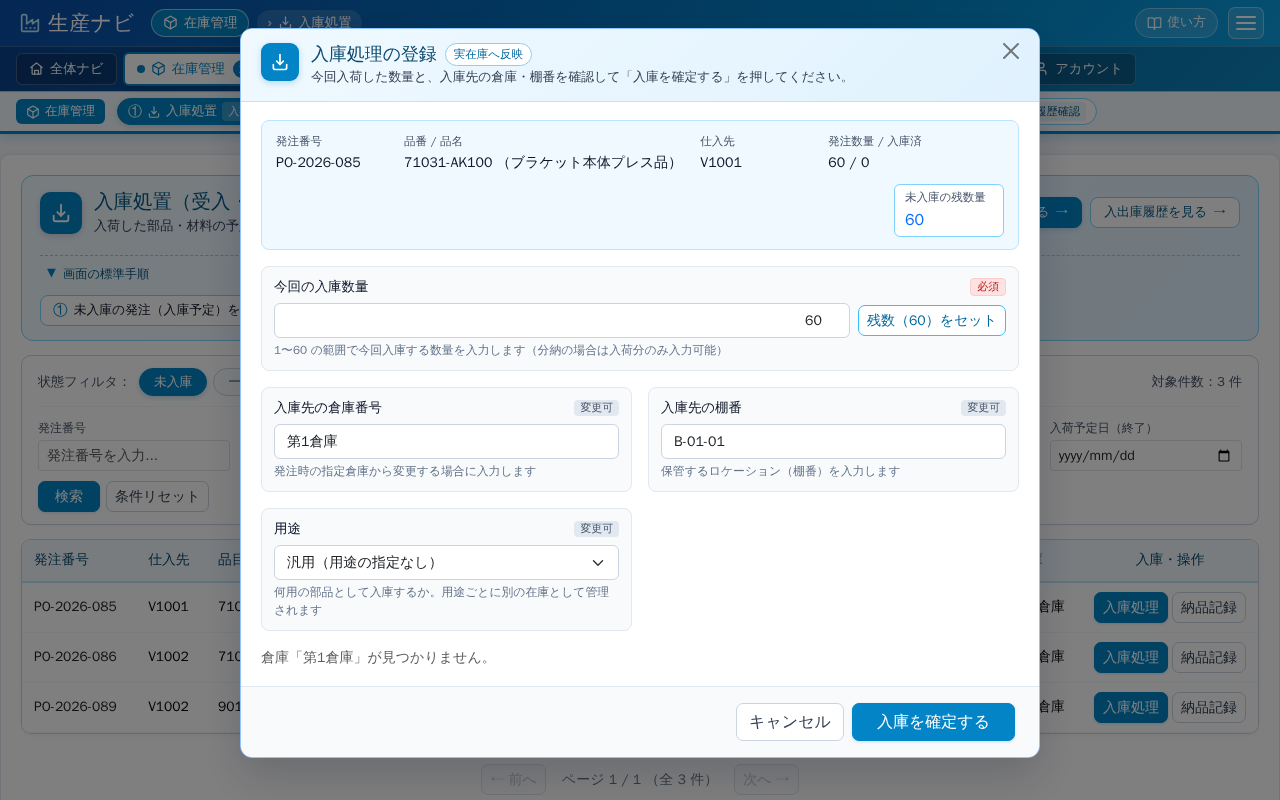 生産ナビ 在庫管理 › 入庫処置 使い方
全体ナビ 在庫管理 アカウント
在庫管理 ① 入庫処置 履歴確認
入庫処理の登録 実在庫へ反映
今回入荷した数量と、入庫先の倉庫・棚番を確認して「入庫を確定する」を押してください。
発注番号 品番 / 品名 仕入先 発注数量 / 入庫済
PO-2026-085 71031-AK100 （ブラケット本体プレス品） V1001 60 / 0
未入庫の残数量
60
今回の入庫数量 必須
60 残数（60）をセット
1〜60 の範囲で今回入庫する数量を入力します（分納の場合は入荷分のみ入力可能）
入庫先の倉庫番号 変更可
第1倉庫
発注時の指定倉庫から変更する場合に入力します
入庫先の棚番 変更可
B-01-01
保管するロケーション（棚番）を入力します
用途 変更可
汎用（用途の指定なし）
何用の部品として入庫するか。用途ごとに別の在庫として管理
されます
倉庫「第1倉庫」が見つかりません。
キャンセル 入庫を確定する
入庫処置（受入
入荷した部品・材料の予
る → 入出庫履歴を見る →
▼ 画面の標準手順
① 未入庫の発注（入庫予定）を
状態フィルタ： 未入庫 対象件数：3 件
発注番号 入荷予定日（終了）
発注番号を入力... yyyy/mm/dd
検索 条件リセット
発注番号 仕入先 品目 入庫・操作
PO-2026-085 V1001 710 倉庫 入庫処理 納品記録
PO-2026-086 V1002 710 倉庫 入庫処理 納品記録
PO-2026-089 V1002 901 倉庫 入庫処理 納品記録
← 前へ ページ 1 / 1 （全 3 件） 次へ →